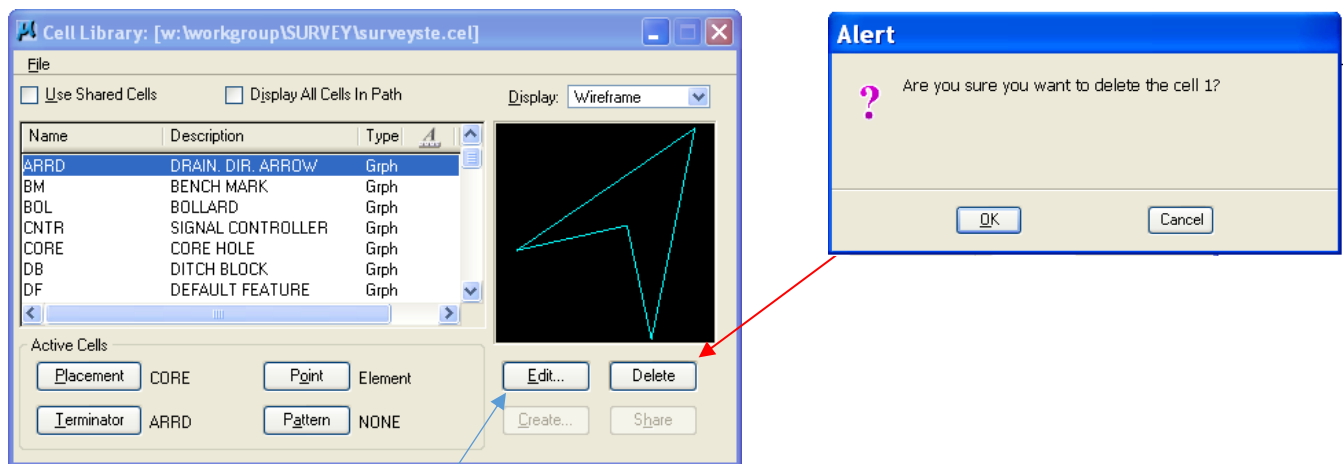 Cell Library: [w:\workgroup\SURVEY\surveyste.cel]
File
Use Shared Cells Display All Cells In Path Display: Wireframe
Name Description Type A
ARRD DRAIN. DIR. ARROW Grph
BM BENCH MARK Grph
BOL BOLLARD Grph
CNTR SIGNAL CONTROLLER Grph
CORE CORE HOLE Grph
DB DITCH BLOCK Grph
DF DEFAULT FEATURE Grph
Active Cells
Placement CORE Point Element
Terminator ARRD Pattern NONE
Edit... Delete
Create... Share
Alert
? Are you sure you want to delete the cell 1?
OK Cancel